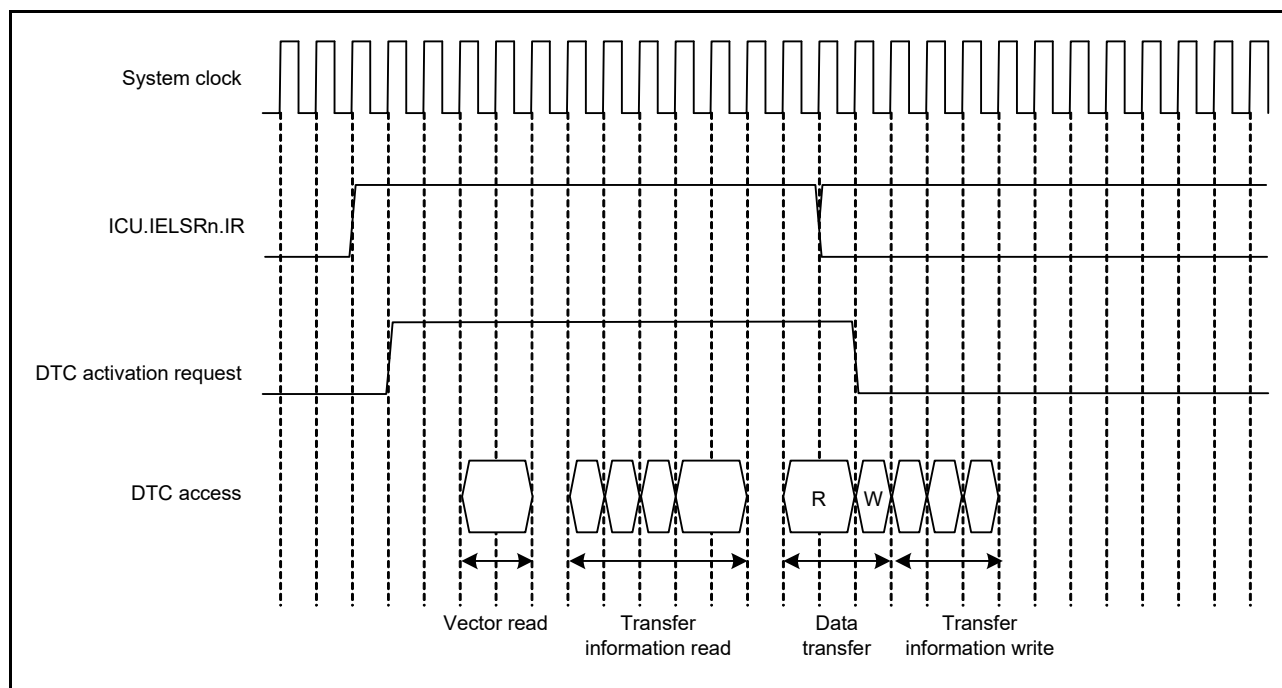 System clock
ICU.IELSRn.IR
DTC activation request
DTC access
R
W
Vector read
Transfer
information read
Data
transfer
Transfer
information write